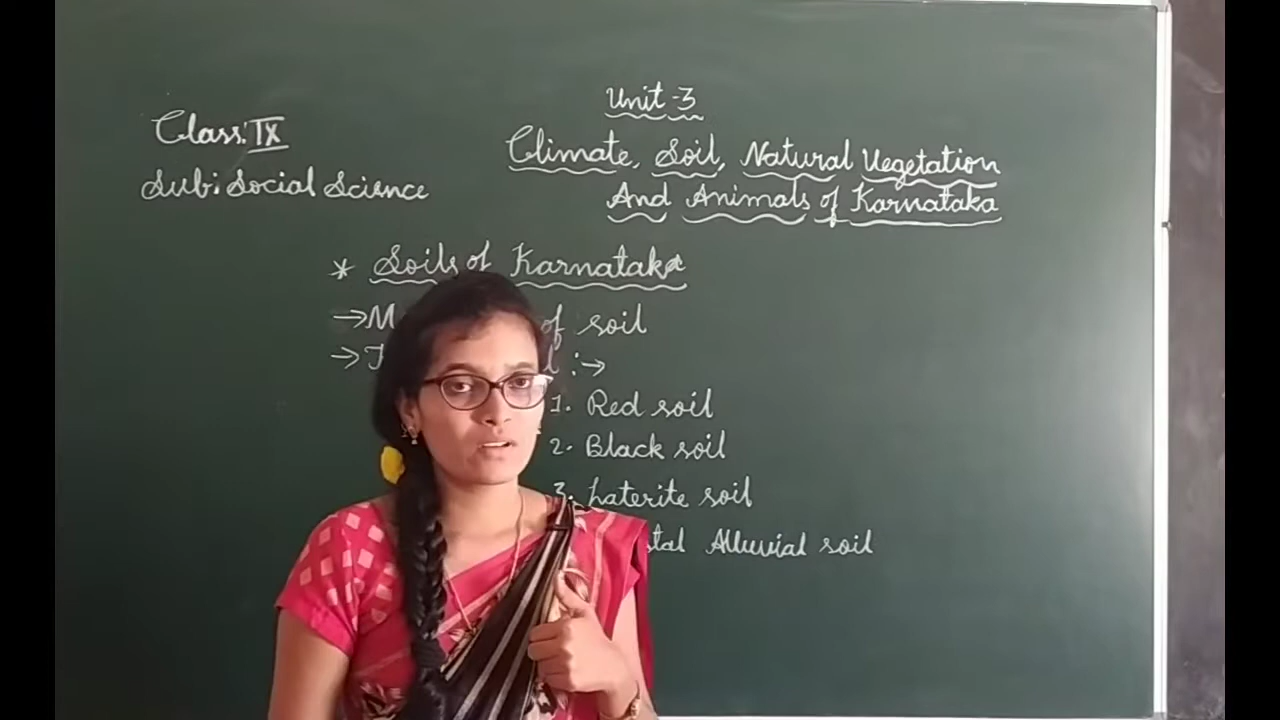 Unit-3
Class: IX
Climate, Soil, Natural Vegetation
Sub: Social Science
And Animals of Karnataka
* Soils of Karnataka
→ of soil
→ :→
1. Red soil
2. Black soil
3. Laterite soil
Alluvial soil